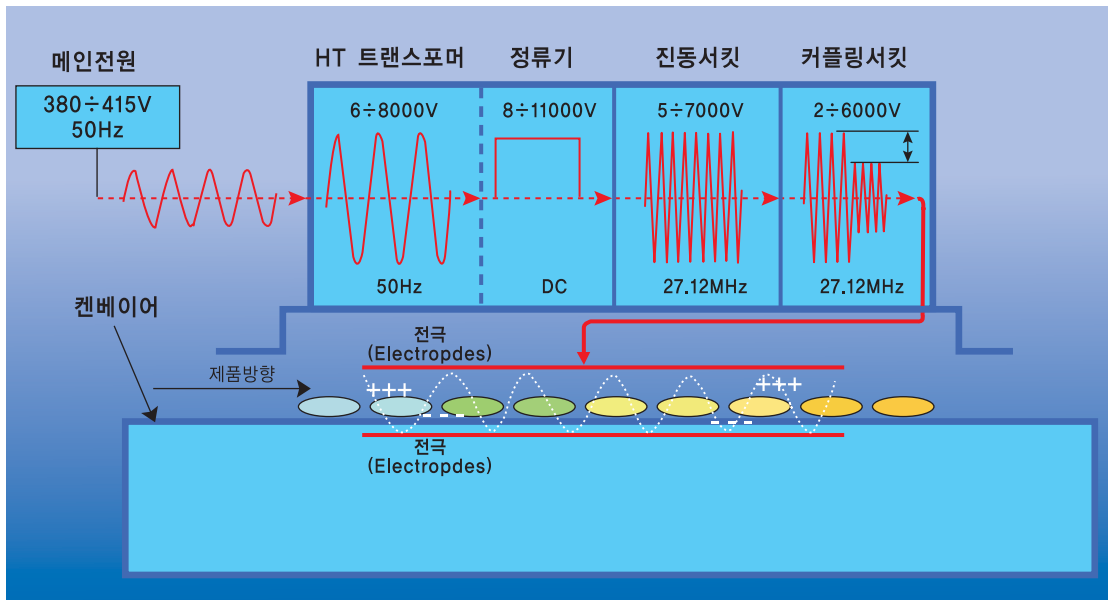 메인전원
380÷415V
50Hz
HT 트랜스포머
정류기
진동서킷
커플링서킷
6÷8000V
8÷11000V
5÷7000V
2÷6000V
50Hz
DC
27.12MHz
27.12MHz
켄베이어
제품방향
전극
(Electropdes)
+++
+++
---
---
전극
(Electropdes)